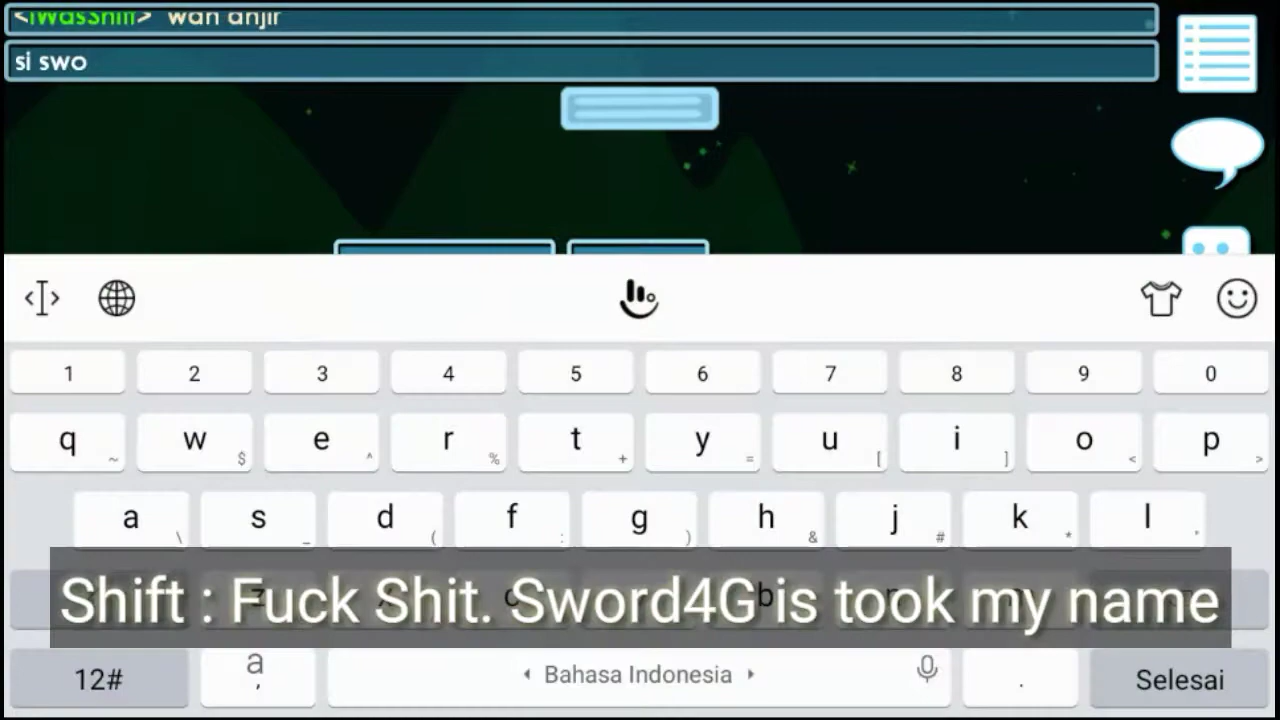 <IWasShift> wah anjir
si swo
1 2 3 4 5 6 7 8 9 0
q w e r t y u i o p
~ $ ^ % + = [ ] < >
a s d f g h j k l
\ _ ( : ) & # *
Shift : Fuck Shit. Sword4G is took my name
12# a , Bahasa Indonesia . Selesai